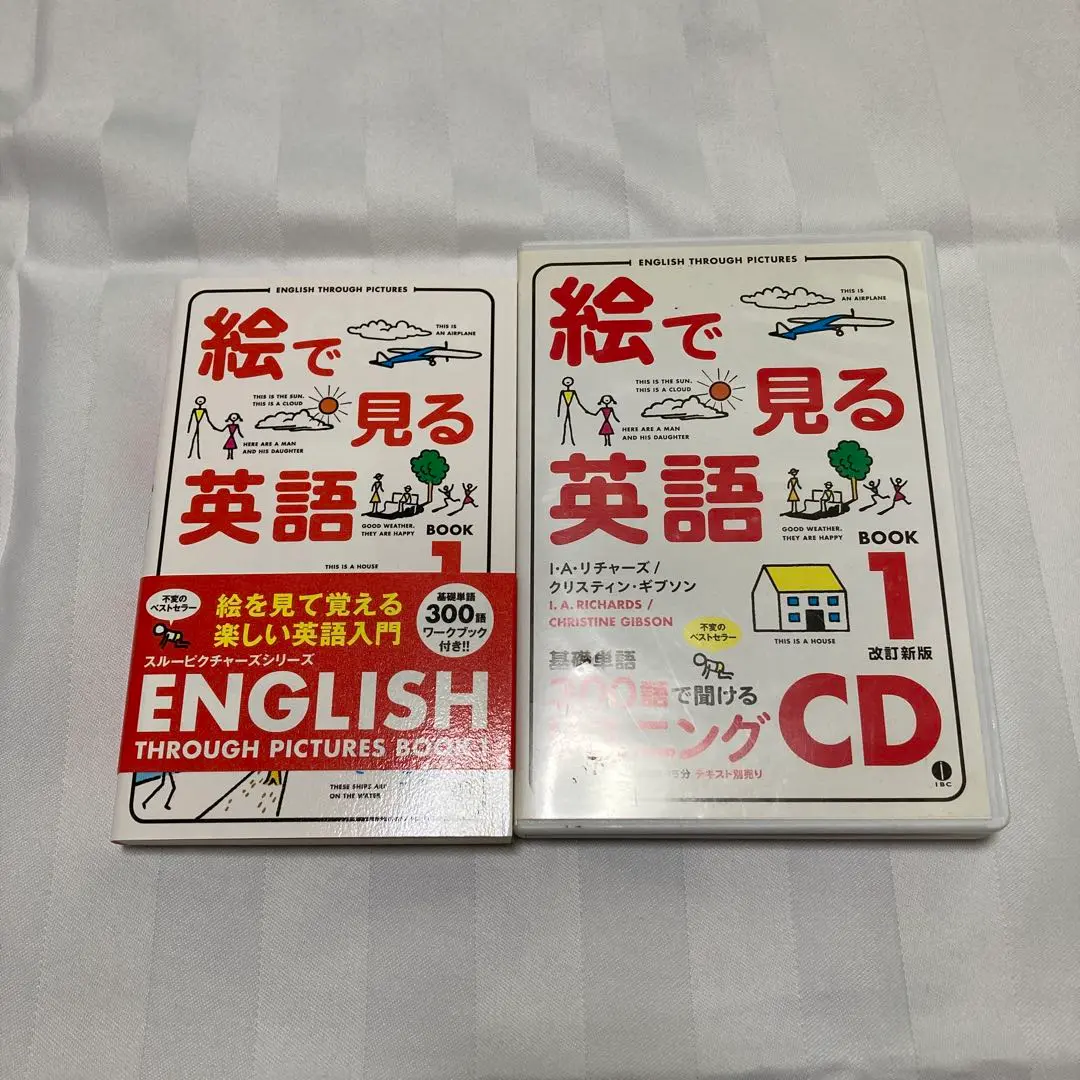 ENGLISH THROUGH PICTURES
絵で
THIS IS
AN AIRPLANE
THIS IS THE SUN.
THIS IS A CLOUD
見る
HERE ARE A MAN
AND HIS DAUGHTER
英語
GOOD WEATHER.
THEY ARE HAPPY
BOOK
1
THIS IS A HOUSE
不変の
ベストセラー
絵を見て覚える
楽しい英語入門
基礎単語
300語
ワークブック
付き!!
スルーピクチャーズシリーズ
ENGLISH
THROUGH PICTURES BOOK 1
THESE SHIPS
ON THE WATER
ENGLISH THROUGH PICTURES
絵で
THIS IS
AN AIRPLANE
THIS IS THE SUN.
THIS IS A CLOUD
見る
HERE ARE A MAN
AND HIS DAUGHTER
英語
GOOD WEATHER.
THEY ARE HAPPY
BOOK
1
I・A・リチャーズ/
クリスティン・ギブソン
I. A. RICHARDS /
CHRISTINE GIBSON
THIS IS A HOUSE
不変の
ベストセラー
改訂新版
基礎単語
300語で聞ける
ニング
CD
分 テキスト別売り
IBC